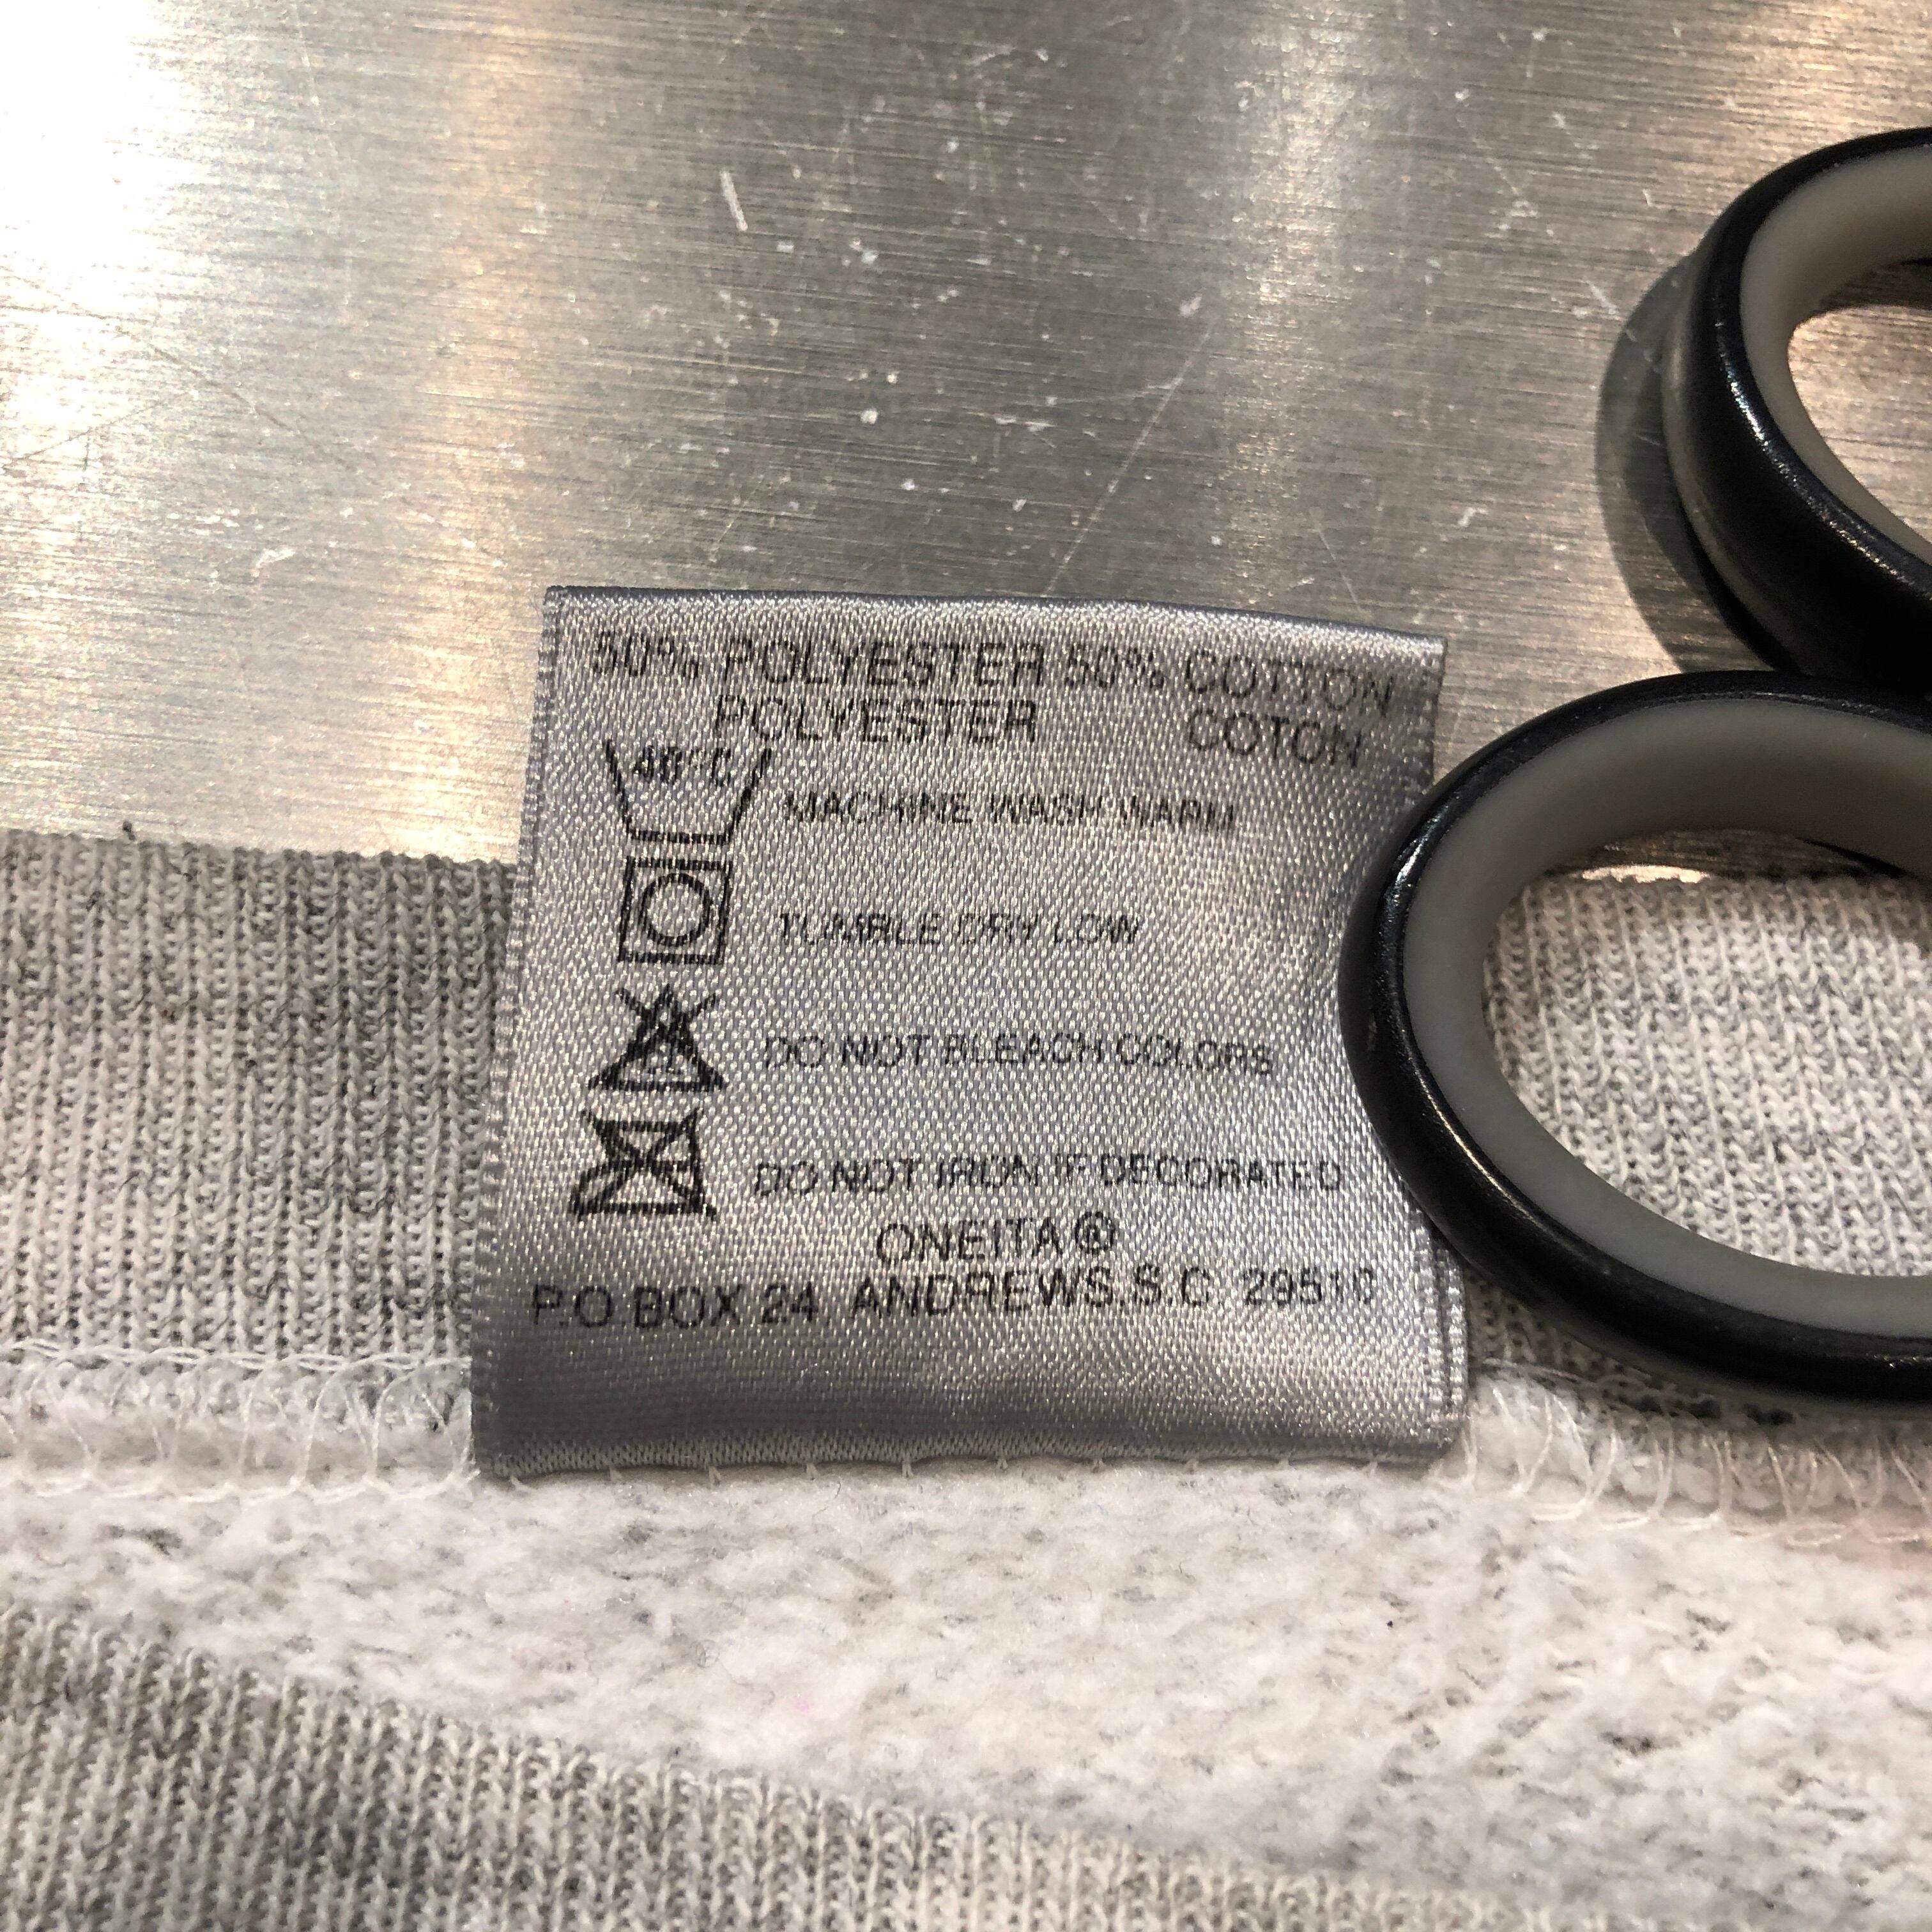 50% POLYESTER 50% COTTON
POLYESTER COTON
40°C MACHINE WASH WARM
TUMBLE DRY LOW
DO NOT BLEACH COLORS
DO NOT IRON IF DECORATED
ONEITA®
P.O.BOX 24 ANDREWS.S.C 29510